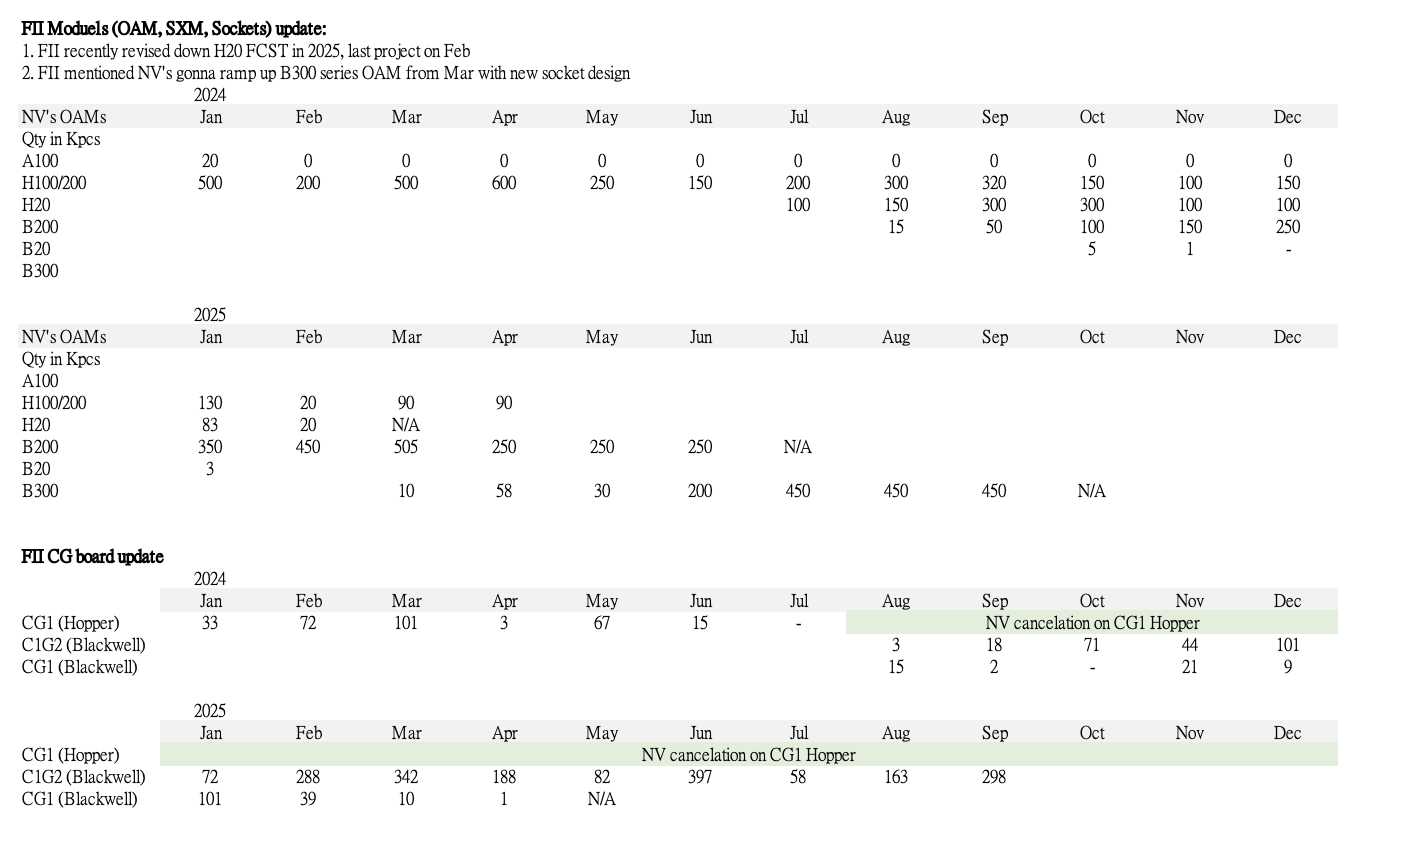 FII Moduels (OAM, SXM, Sockets) update:
1. FII recently revised down H20 FCST in 2025, last project on Feb
2. FII mentioned NV's gonna ramp up B300 series OAM from Mar with new socket design
2024
NV's OAMs Jan Feb Mar Apr May Jun Jul Aug Sep Oct Nov Dec
Qty in Kpcs
A100 20 0 0 0 0 0 0 0 0 0 0 0
H100/200 500 200 500 600 250 150 200 300 320 150 100 150
H20 100 150 300 300 100 100
B200 15 50 100 150 250
B20 5 1 -
B300
2025
NV's OAMs Jan Feb Mar Apr May Jun Jul Aug Sep Oct Nov Dec
Qty in Kpcs
A100
H100/200 130 20 90 90
H20 83 20 N/A
B200 350 450 505 250 250 250 N/A
B20 3
B300 10 58 30 200 450 450 450 N/A
FII CG board update
2024
Jan Feb Mar Apr May Jun Jul Aug Sep Oct Nov Dec
CG1 (Hopper) 33 72 101 3 67 15 - NV cancelation on CG1 Hopper
C1G2 (Blackwell) 3 18 71 44 101
CG1 (Blackwell) 15 2 - 21 9
2025
Jan Feb Mar Apr May Jun Jul Aug Sep Oct Nov Dec
CG1 (Hopper) NV cancelation on CG1 Hopper
C1G2 (Blackwell) 72 288 342 188 82 397 58 163 298
CG1 (Blackwell) 101 39 10 1 N/A